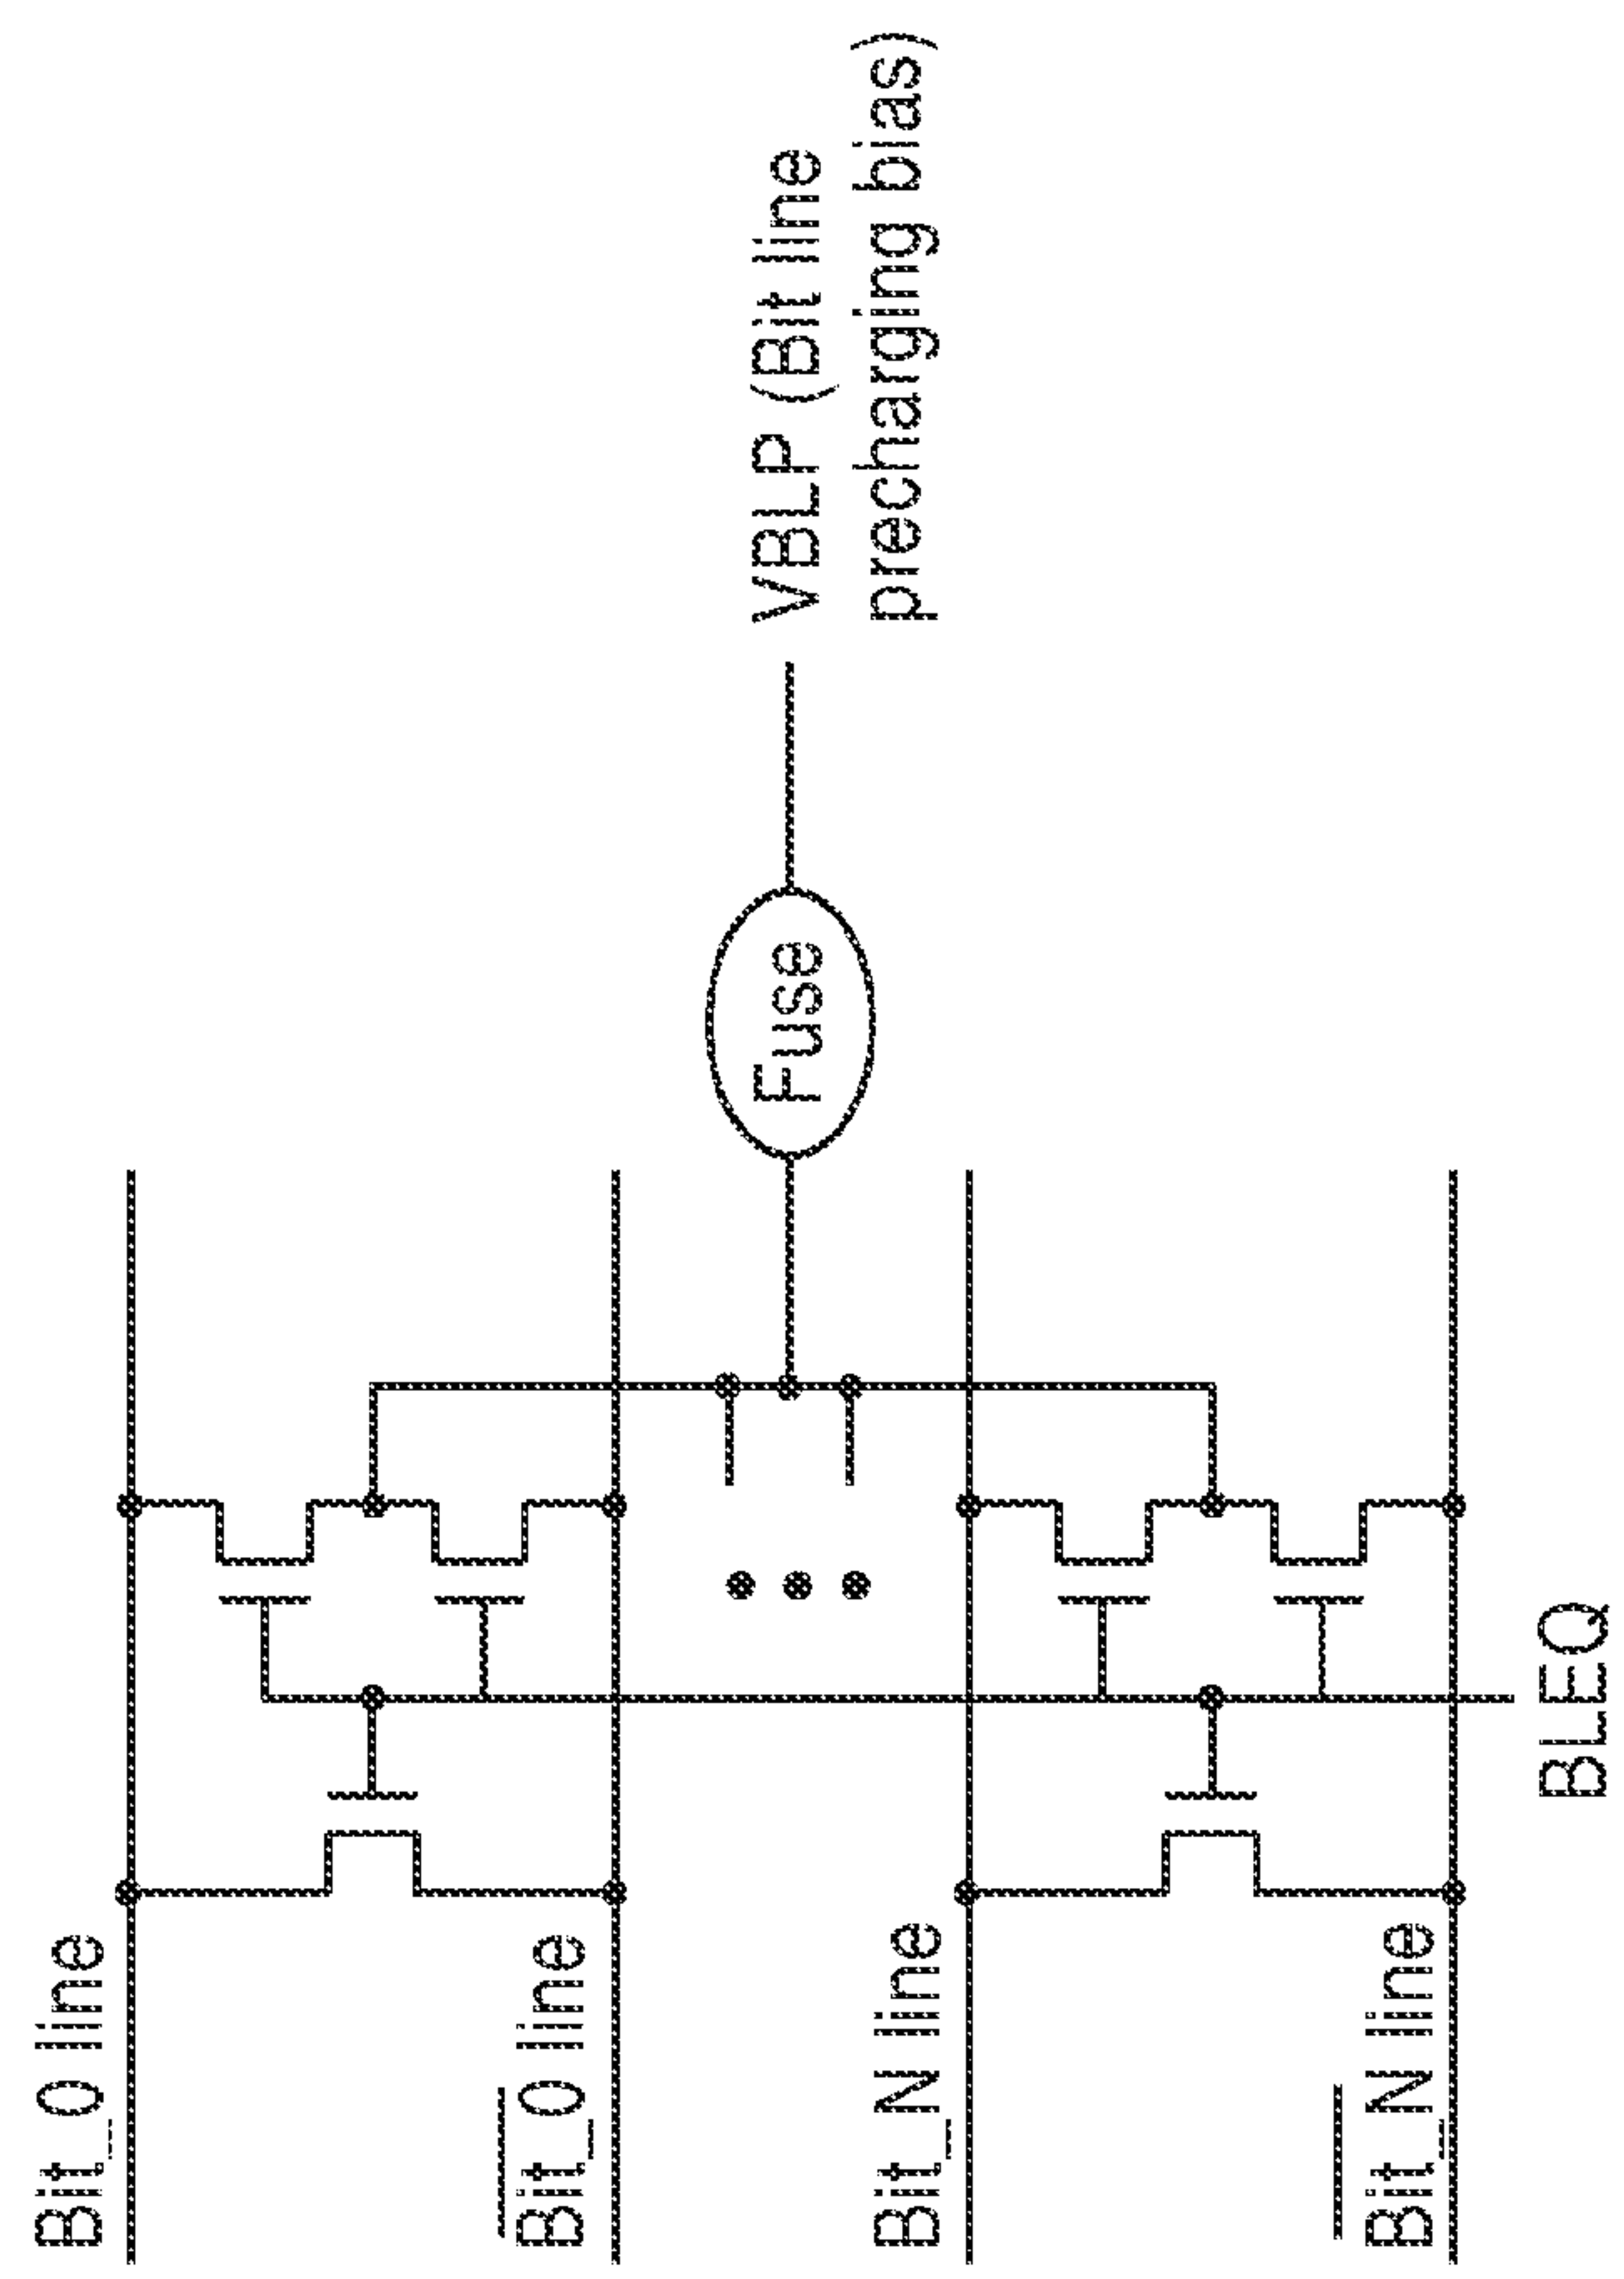 Bit_0 line
Bit_0 line
Bit_N line
Bit_N line
BLEQ
Fuse
VBLP (Bit line
precharging bias)